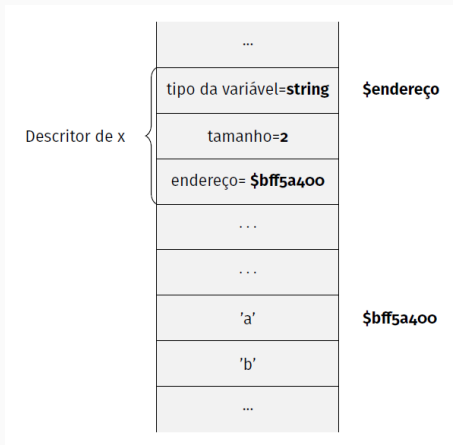 ...
tipo da variável=string $endereço
Descritor de x tamanho=2
endereço= $bff5a400
. . .
. . .
'a' $bff5a400
'b'
...